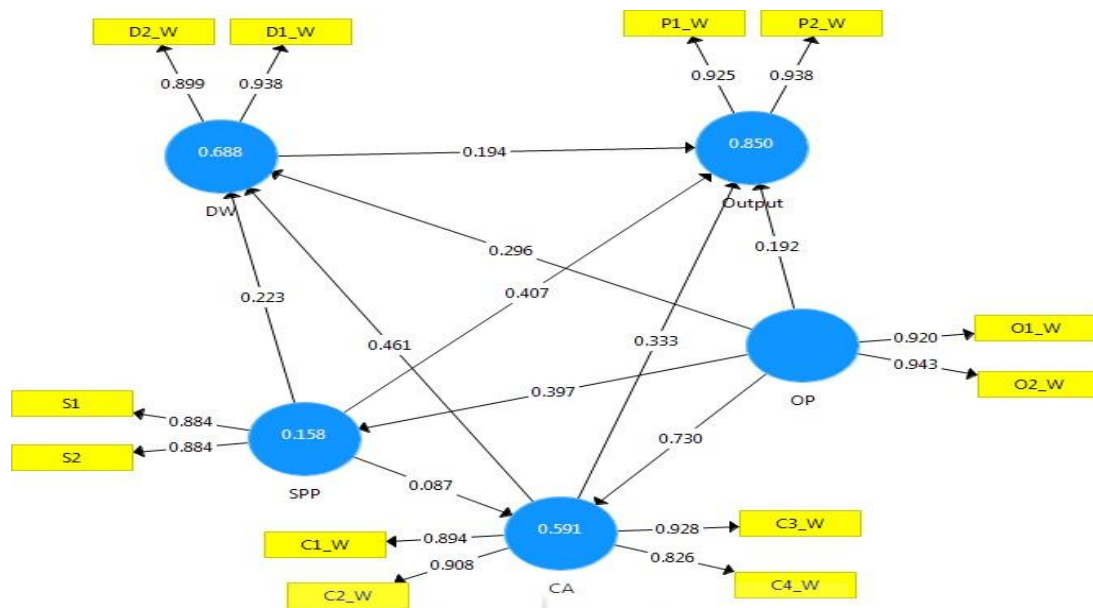 D2_W
D1_W
P1_W
P2_W
0.899
0.938
0.925
0.938
0.688
0.194
0.850
DW
Output
0.296
0.192
0.223
0.407
0.461
0.333
0.920
O1_W
0.943
O2_W
OP
0.397
S1
0.884
S2
0.884
0.158
SPP
0.730
0.087
0.591
CA
C1_W
0.894
C2_W
0.908
0.928
C3_W
0.826
C4_W